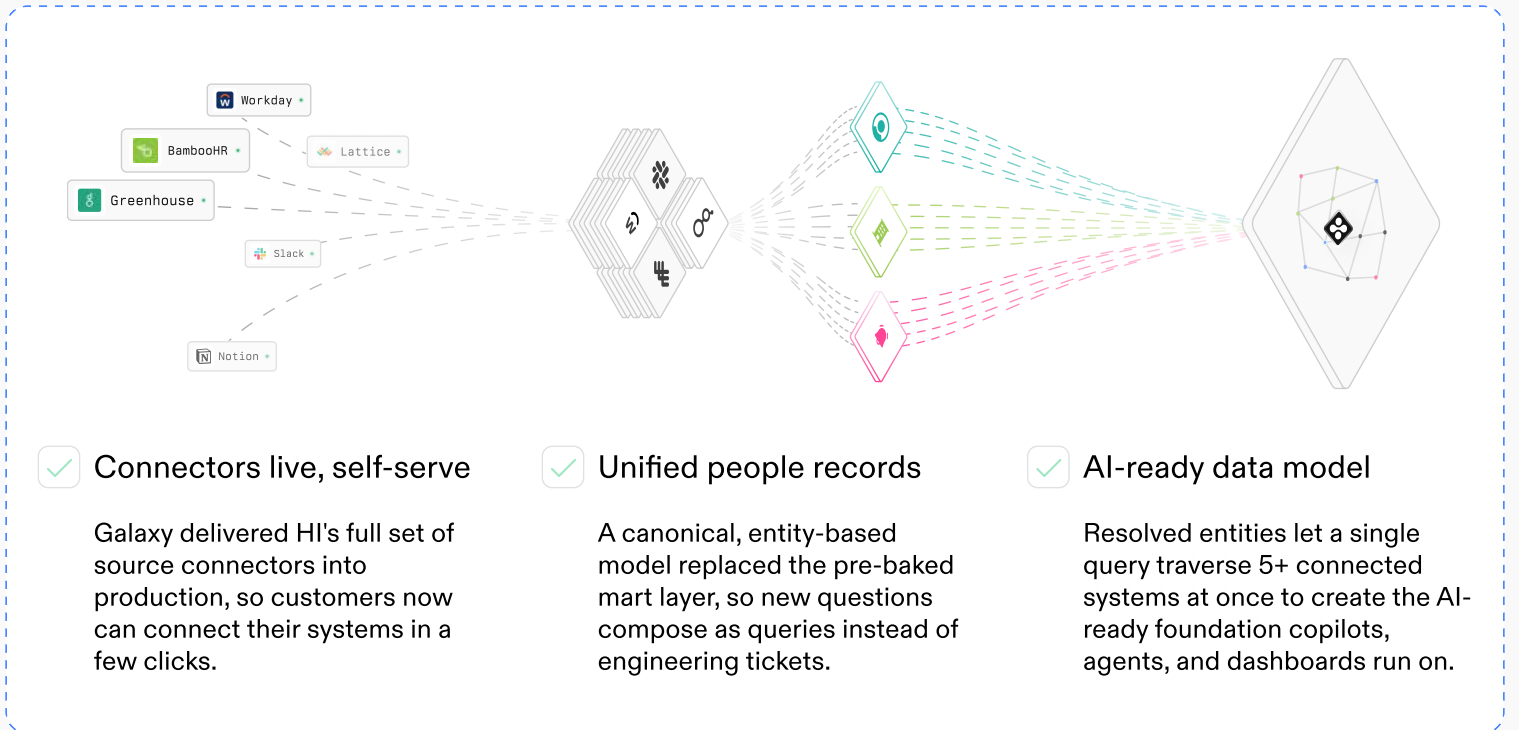 Workday
BambooHR
Lattice
Greenhouse
Slack
Notion
Connectors live, self-serve
Galaxy delivered HI's full set of
source connectors into
production, so customers now
can connect their systems in a
few clicks.
Unified people records
A canonical, entity-based
model replaced the pre-baked
mart layer, so new questions
compose as queries instead of
engineering tickets.
AI-ready data model
Resolved entities let a single
query traverse 5+ connected
systems at once to create the AI-
ready foundation copilots,
agents, and dashboards run on.